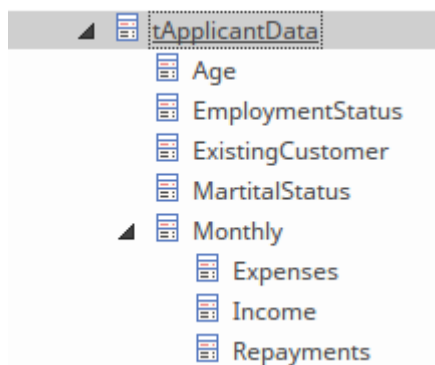 tApplicantData
Age
EmploymentStatus
ExistingCustomer
MartitalStatus
Monthly
Expenses
Income
Repayments